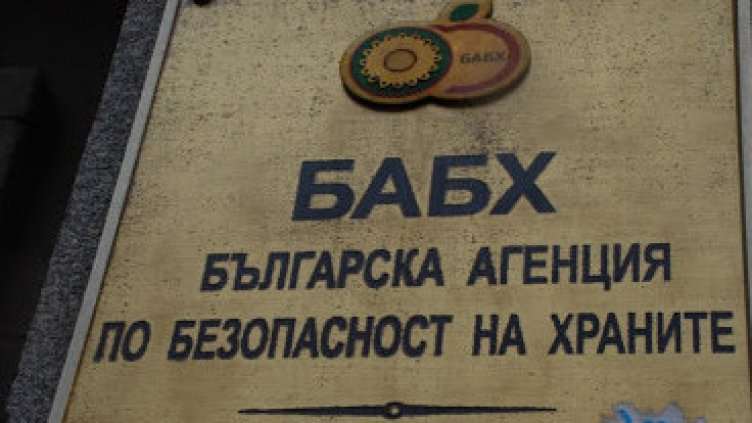 БАБХ
БАБХ
БЪЛГАРСКА АГЕНЦИЯ
ПО БЕЗОПАСНОСТ НА ХРАНИТЕ